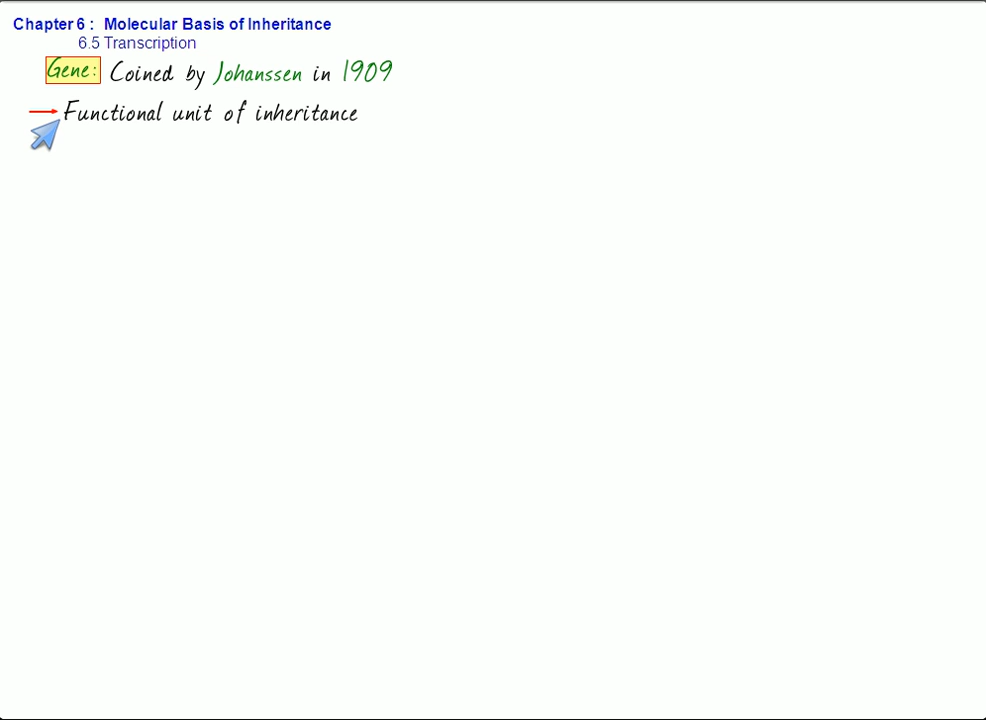 Chapter 6 : Molecular Basis of Inheritance
6.5 Transcription
Gene: Coined by Johanssen in 1909
Functional unit of inheritance